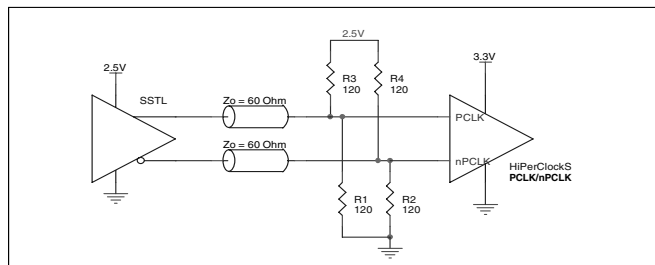 2.5V
2.5V
3.3V
SSTL
R3
120
R4
120
Zo = 60 Ohm
PCLK
Zo = 60 Ohm
nPCLK
HiPerClockS
PCLK/nPCLK
R1
120
R2
120